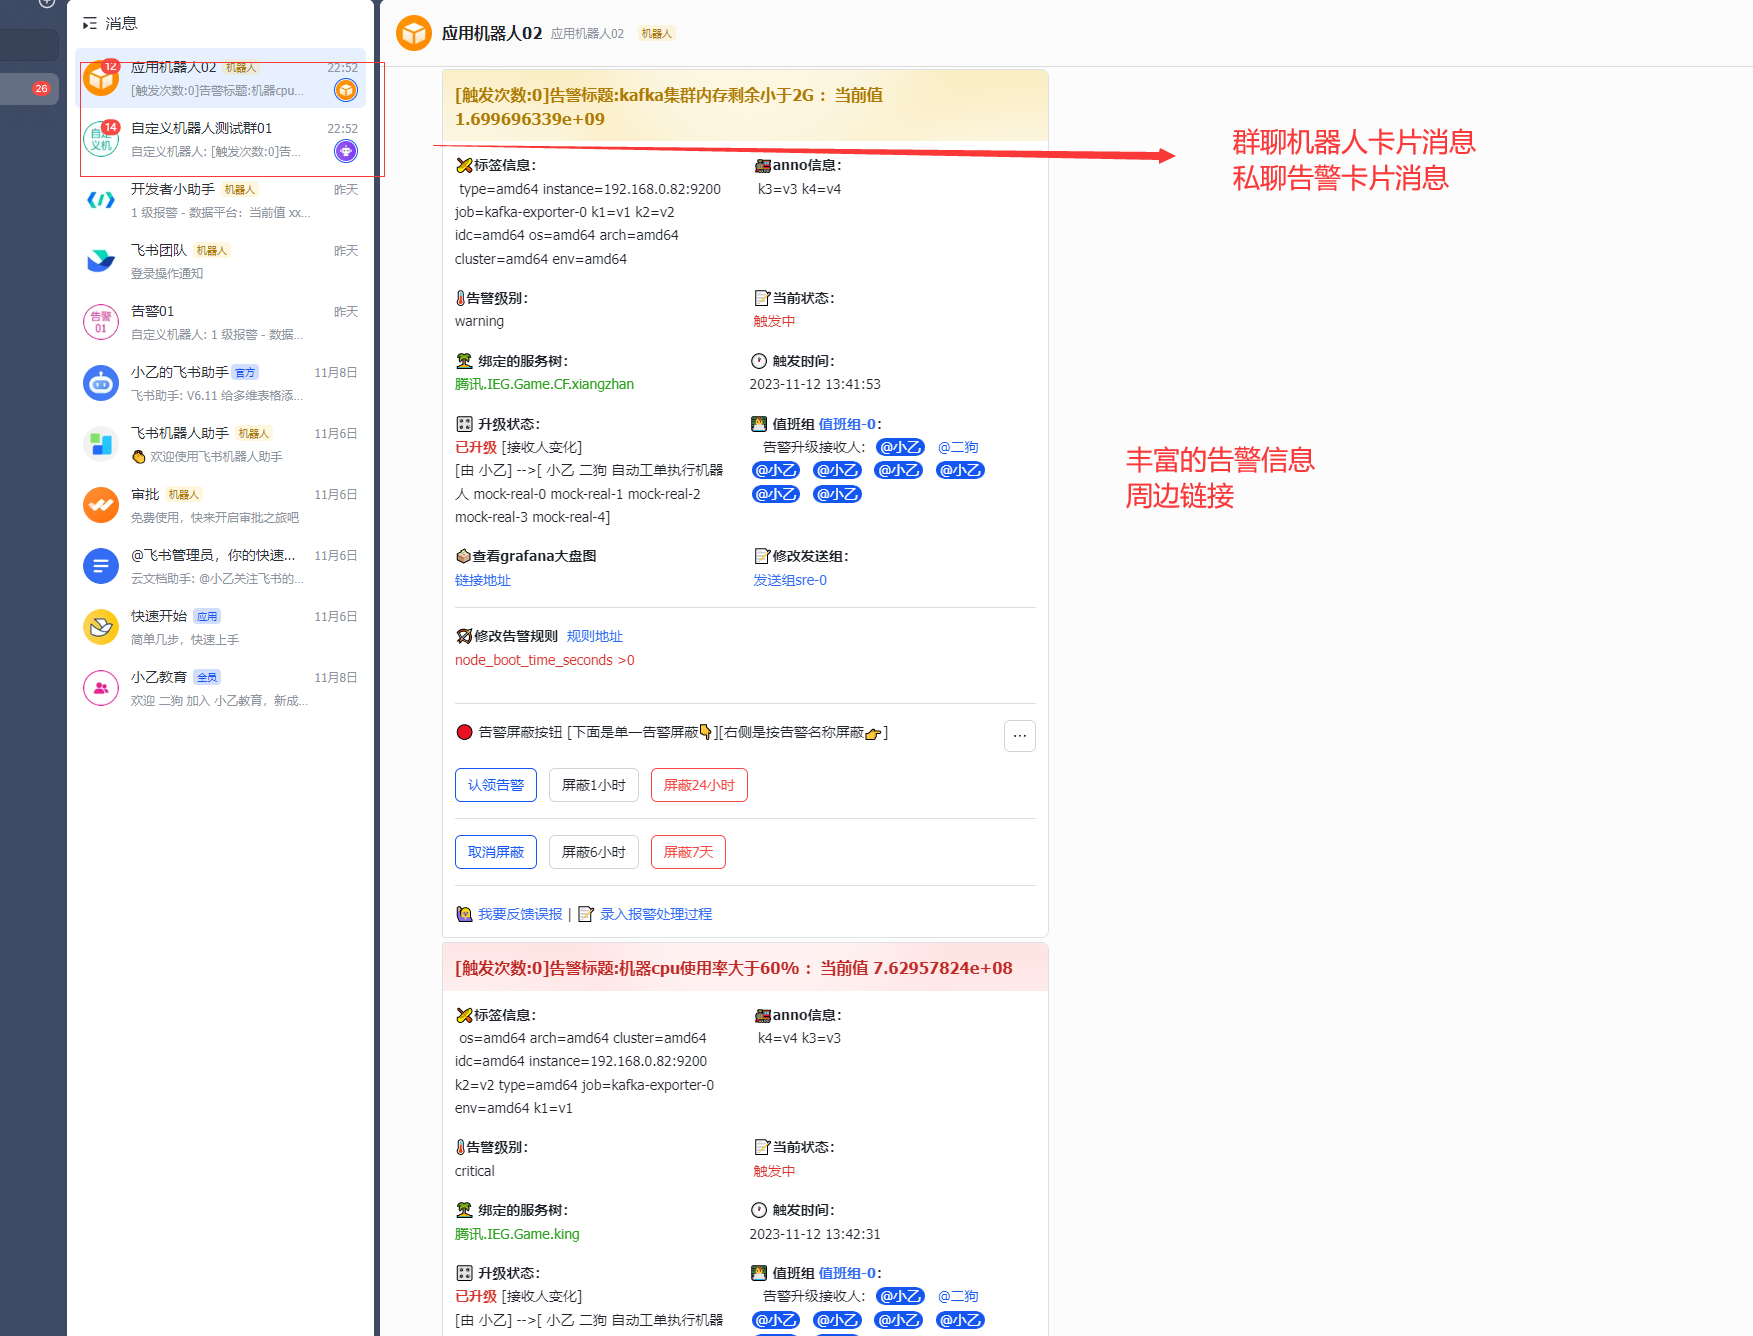 消息
26
12
应用机器人02 机器人 22:52
[触发次数:0]告警标题:机器cpu...
14
自定义机
自定义机器人测试群01 22:52
自定义机器人: [触发次数:0]告...
开发者小助手 机器人 昨天
1 级报警 - 数据平台：当前值 xx...
飞书团队 机器人 昨天
登录操作通知
告警
01
告警01 昨天
自定义机器人: 1 级报警 - 数据...
小乙的飞书助手 官方 11月8日
飞书助手: V6.11 给多维表格添...
飞书机器人助手 机器人 11月6日
欢迎使用飞书机器人助手
审批 机器人 11月6日
免费使用，快来开启审批之旅吧
@飞书管理员，你的快速... 11月6日
云文档助手: @小乙关注飞书的...
快速开始 应用 11月6日
简单几步，快速上手
小乙教育 全员 11月8日
欢迎 二狗 加入 小乙教育，新成...
应用机器人02 应用机器人02 机器人
[触发次数:0]告警标题:kafka集群内存剩余小于2G ： 当前值
1.699696339e+09
标签信息： anno信息：
type=amd64 instance=192.168.0.82:9200 k3=v3 k4=v4
job=kafka-exporter-0 k1=v1 k2=v2
idc=amd64 os=amd64 arch=amd64
cluster=amd64 env=amd64
告警级别： 当前状态：
warning 触发中
绑定的服务树： 触发时间：
腾讯.IEG.Game.CF.xiangzhan 2023-11-12 13:41:53
升级状态： 值班组 值班组-0：
已升级 [接收人变化] 告警升级接收人： @小乙 @二狗
[由 小乙] -->[ 小乙 二狗 自动工单执行机器 @小乙 @小乙 @小乙 @小乙
人 mock-real-0 mock-real-1 mock-real-2 @小乙 @小乙
mock-real-3 mock-real-4]
查看grafana大盘图 修改发送组：
链接地址 发送组sre-0
修改告警规则 规则地址
node_boot_time_seconds >0
告警屏蔽按钮 [下面是单一告警屏蔽👇][右侧是按告警名称屏蔽👉]
...
认领告警 屏蔽1小时 屏蔽24小时
取消屏蔽 屏蔽6小时 屏蔽7天
我要反馈误报 | 录入报警处理过程
[触发次数:0]告警标题:机器cpu使用率大于60% ： 当前值 7.62957824e+08
标签信息： anno信息：
os=amd64 arch=amd64 cluster=amd64 k4=v4 k3=v3
idc=amd64 instance=192.168.0.82:9200
k2=v2 type=amd64 job=kafka-exporter-0
env=amd64 k1=v1
告警级别： 当前状态：
critical 触发中
绑定的服务树： 触发时间：
腾讯.IEG.Game.king 2023-11-12 13:42:31
升级状态： 值班组 值班组-0：
已升级 [接收人变化] 告警升级接收人： @小乙 @二狗
[由 小乙] -->[ 小乙 二狗 自动工单执行机器 @小乙 @小乙 @小乙 @小乙
群聊机器人卡片消息
私聊告警卡片消息
丰富的告警信息
周边链接